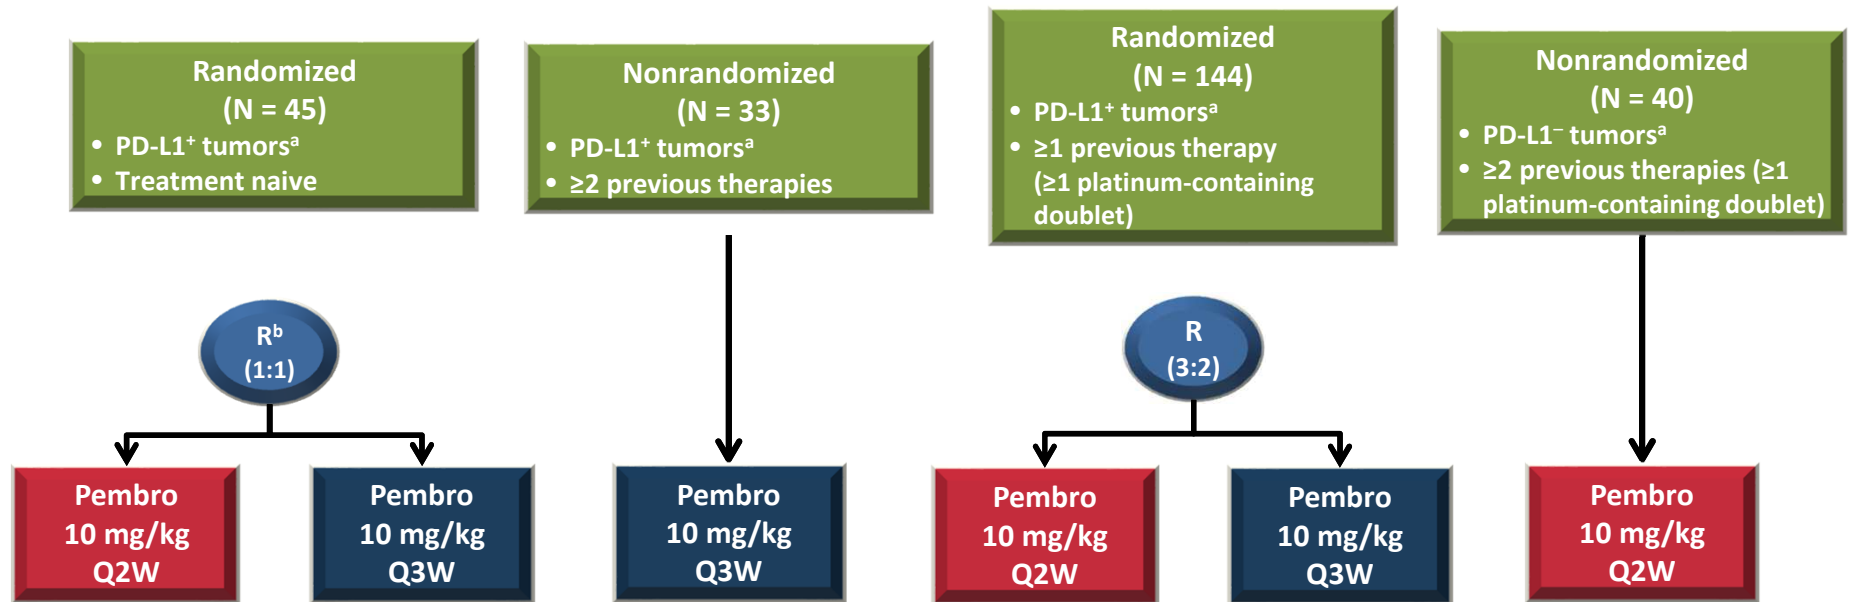 Randomized
(N = 45)
• PD-L1⁺ tumorsᵃ
• Treatment naive
Nonrandomized
(N = 33)
• PD-L1⁺ tumorsᵃ
• ≥2 previous therapies
Randomized
(N = 144)
• PD-L1⁺ tumorsᵃ
• ≥1 previous therapy
(≥1 platinum-containing
doublet)
Nonrandomized
(N = 40)
• PD-L1⁻ tumorsᵃ
• ≥2 previous therapies (≥1
platinum-containing doublet)
Rᵇ
(1:1)
R
(3:2)
Pembro
10 mg/kg
Q2W
Pembro
10 mg/kg
Q3W
Pembro
10 mg/kg
Q3W
Pembro
10 mg/kg
Q2W
Pembro
10 mg/kg
Q3W
Pembro
10 mg/kg
Q2W